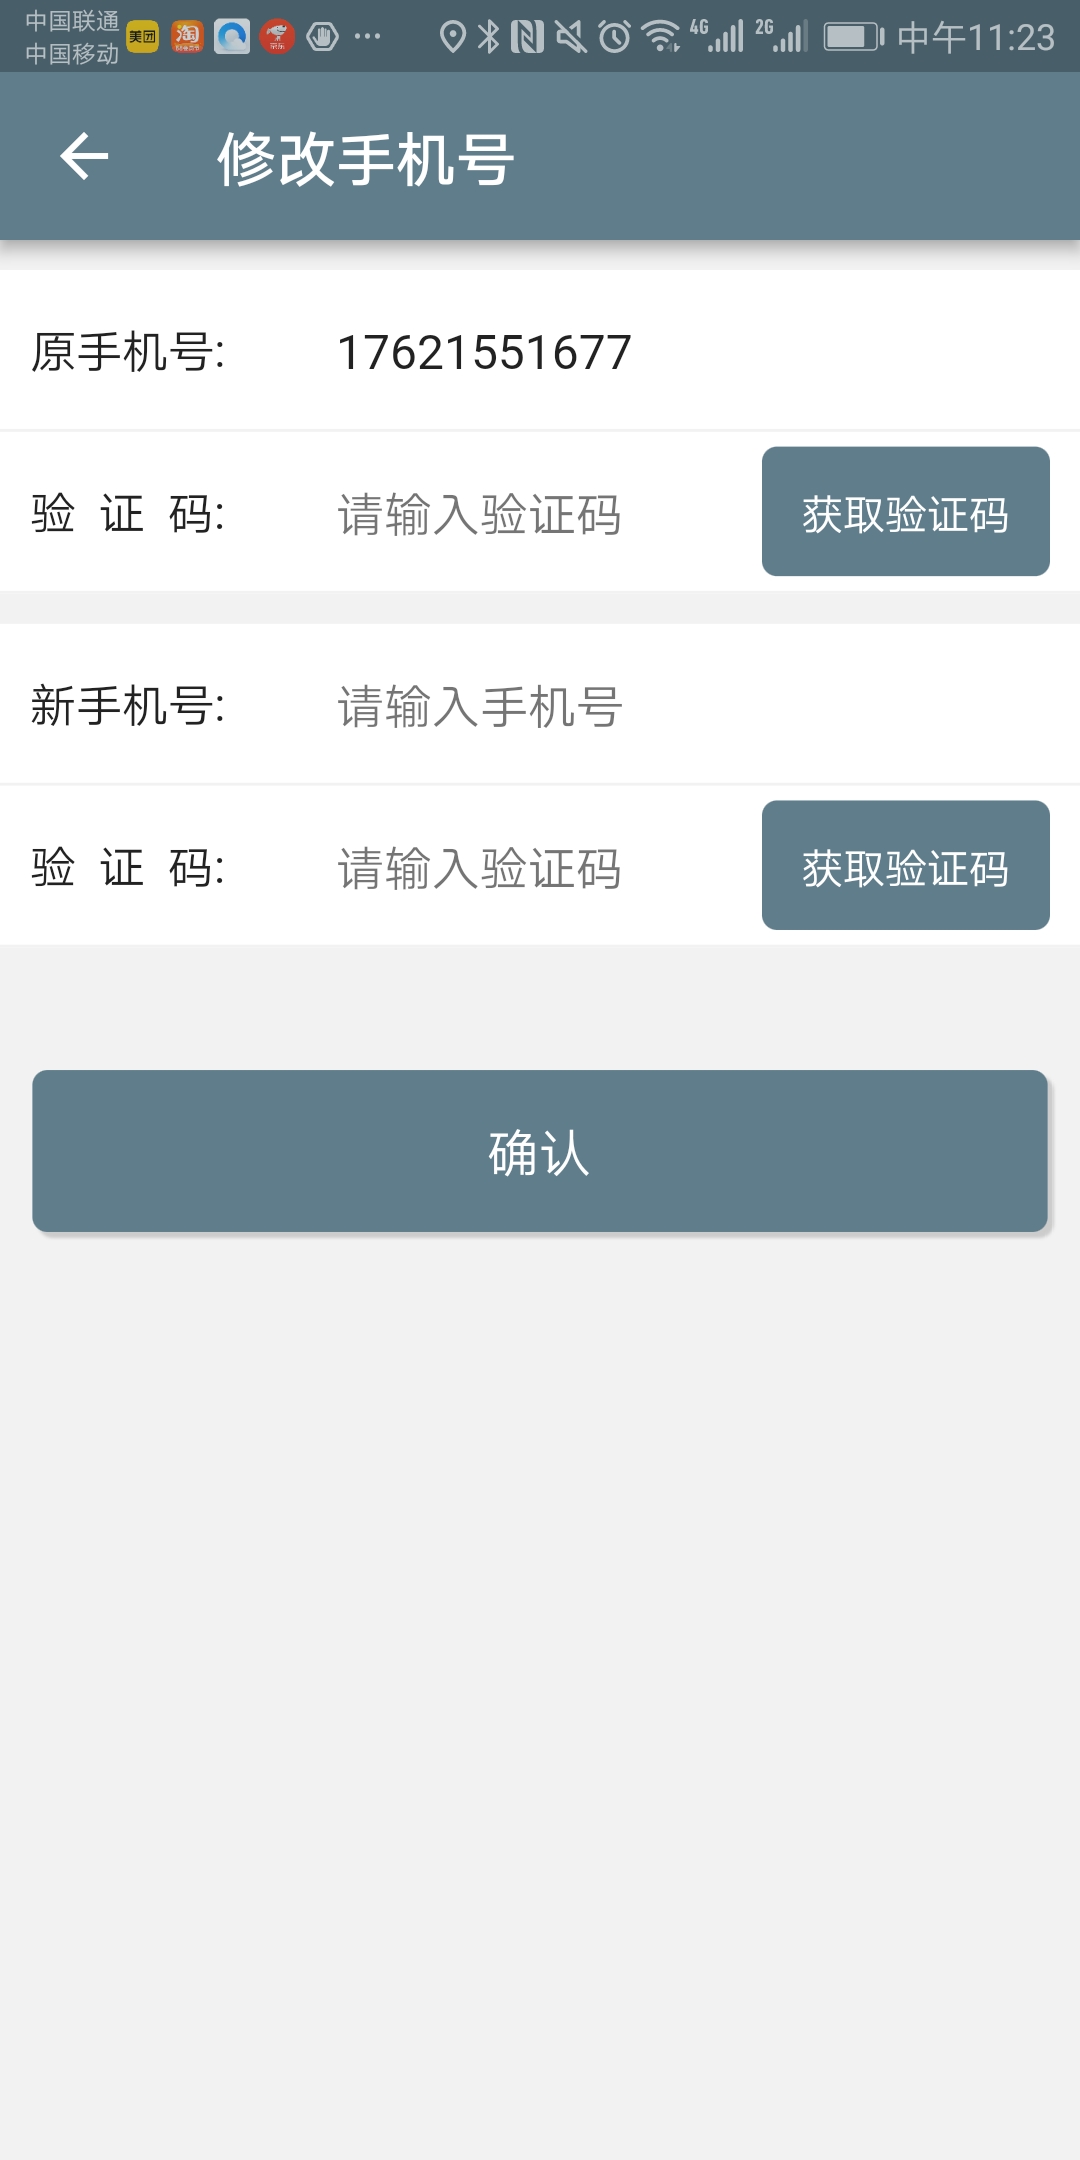 中国联通
中国移动
美团
淘
京东
4G
2G
中午11:23
修改手机号
原手机号: 17621551677
验 证 码: 请输入验证码 获取验证码
新手机号: 请输入手机号
验 证 码: 请输入验证码 获取验证码
确认